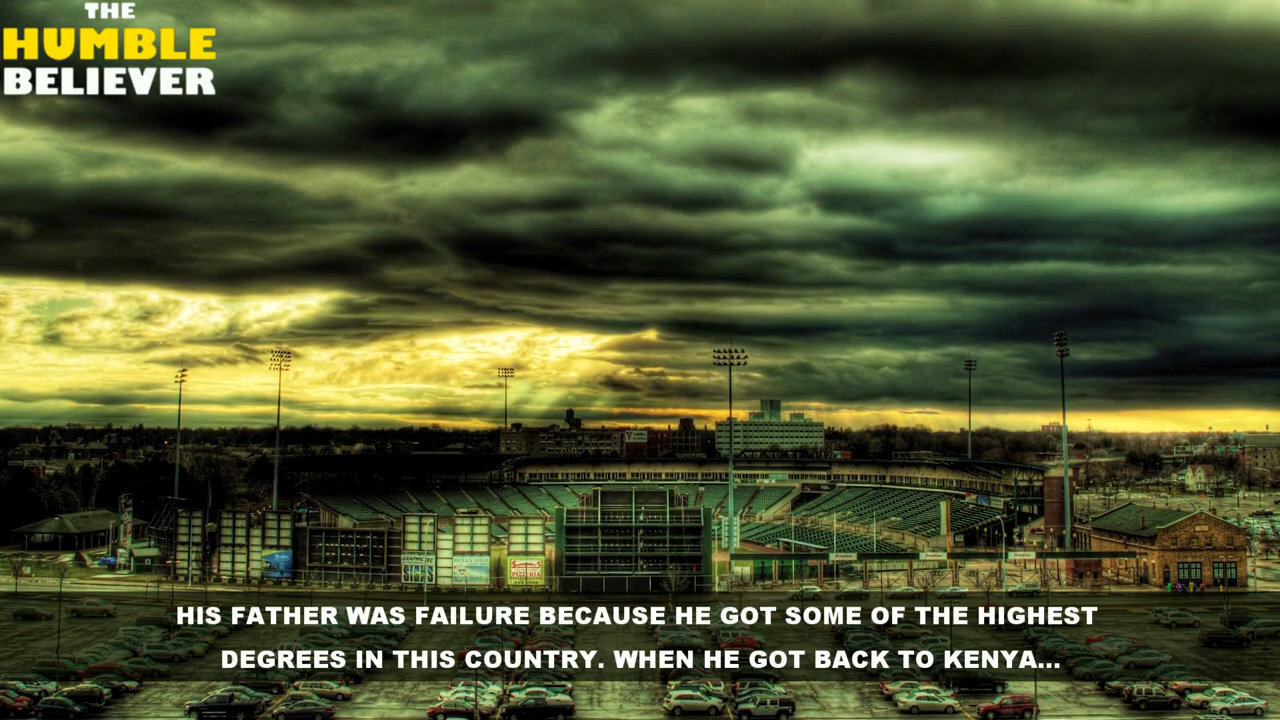 THE
HUMBLE
BELIEVER
HIS FATHER WAS FAILURE BECAUSE HE GOT SOME OF THE HIGHEST
DEGREES IN THIS COUNTRY. WHEN HE GOT BACK TO KENYA...